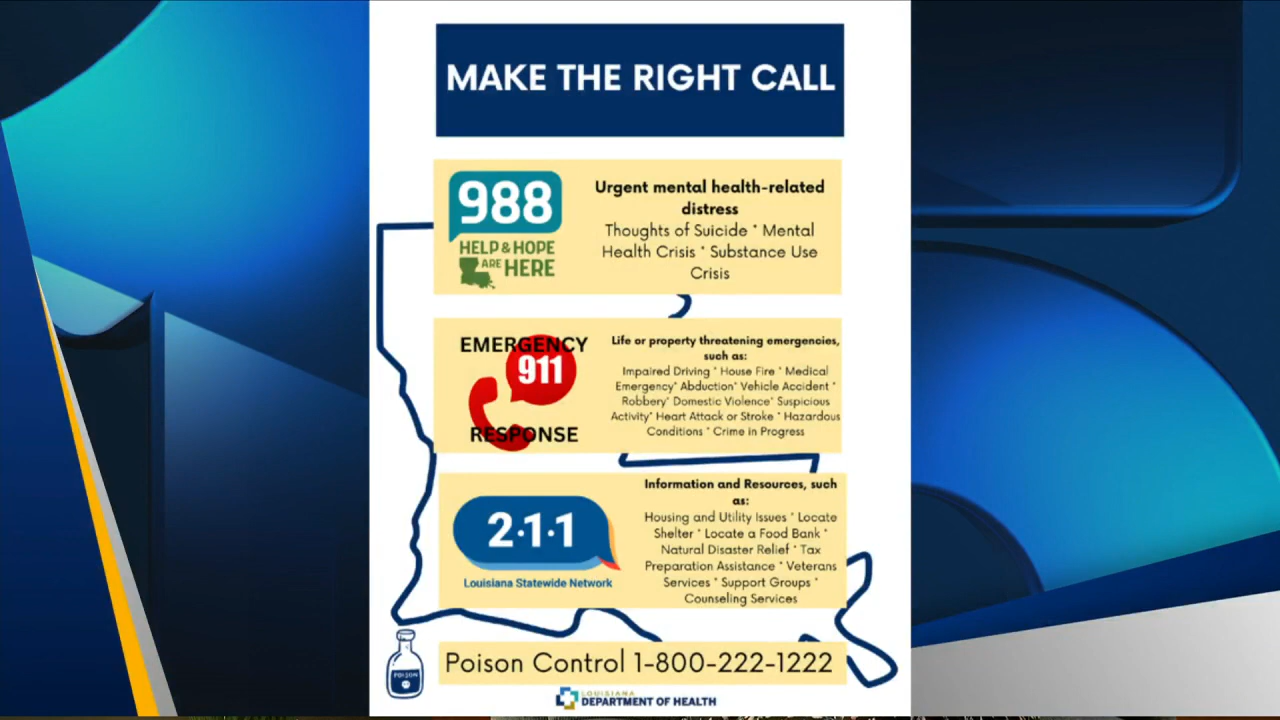 MAKE THE RIGHT CALL
988
HELP & HOPE
ARE HERE
Urgent mental health-related
distress
Thoughts of Suicide * Mental
Health Crisis * Substance Use
Crisis
EMERGENCY
911
RESPONSE
Life or property threatening emergencies,
such as:
Impaired Driving * House Fire * Medical
Emergency* Abduction* Vehicle Accident *
Robbery* Domestic Violence* Suspicious
Activity* Heart Attack or Stroke * Hazardous
Conditions * Crime in Progress
2·1·1
Louisiana Statewide Network
Information and Resources, such
as:
Housing and Utility Issues * Locate
Shelter * Locate a Food Bank *
Natural Disaster Relief * Tax
Preparation Assistance * Veterans
Services * Support Groups *
Counseling Services
POISON
Poison Control 1-800-222-1222
LOUISIANA
DEPARTMENT OF HEALTH